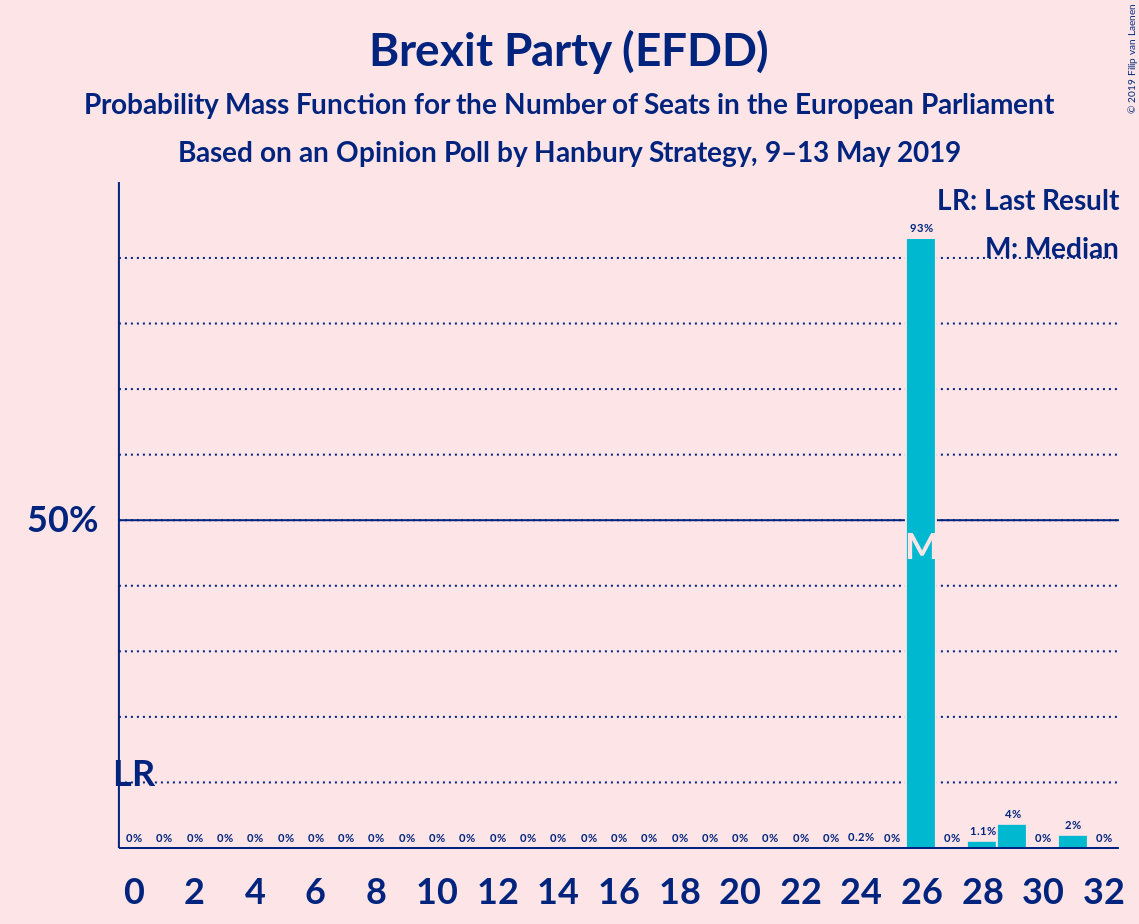 Brexit Party (EFDD)
Probability Mass Function for the Number of Seats in the European Parliament
Based on an Opinion Poll by Hanbury Strategy, 9–13 May 2019
© 2019 Filip van Laenen
LR: Last Result
M: Median
93%
50%
M
LR
0% 0% 0% 0% 0% 0% 0% 0% 0% 0% 0% 0% 0% 0% 0% 0% 0% 0% 0% 0% 0% 0% 0% 0% 0.2% 0% 0% 1.1% 4% 0% 2% 0%
0 2 4 6 8 10 12 14 16 18 20 22 24 26 28 30 32